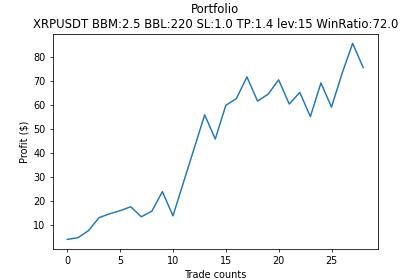 Portfolio
XRPUSDT BBM:2.5 BBL:220 SL:1.0 TP:1.4 lev:15 WinRatio:72.0
Profit ($)
80
70
60
50
40
30
20
10
0 5 10 15 20 25
Trade counts